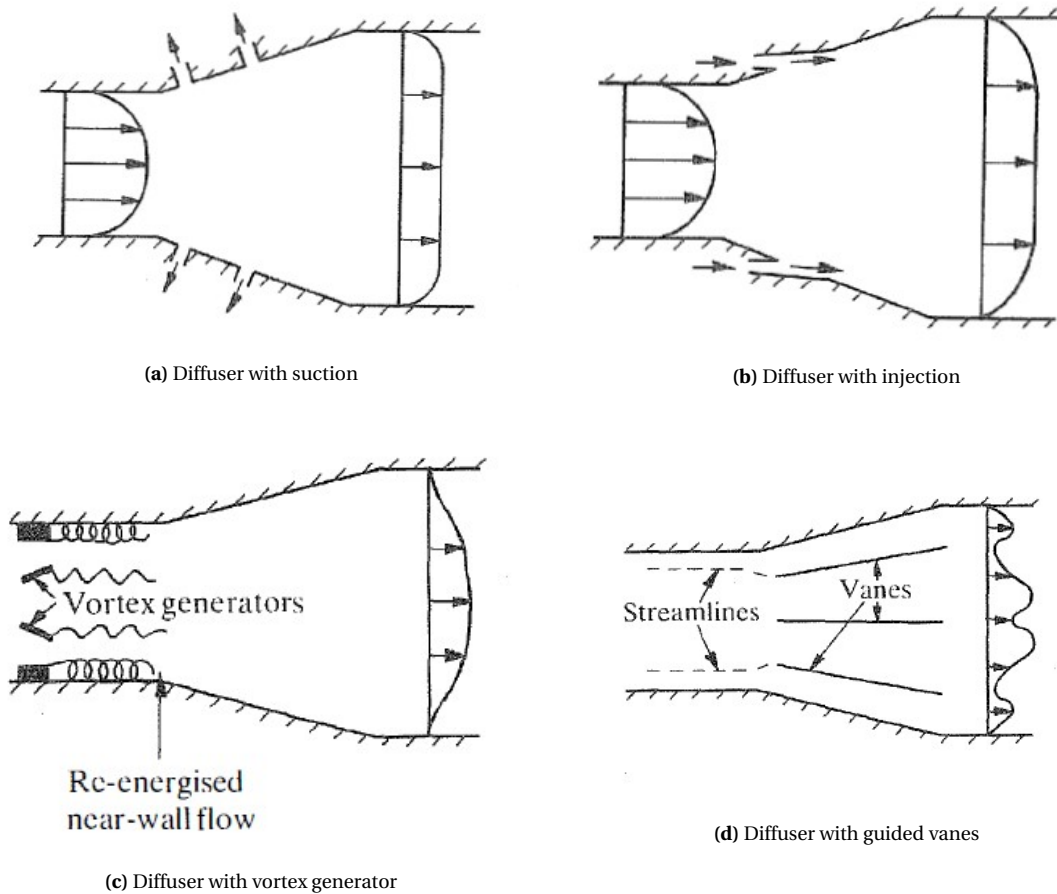 (a) Diffuser with suction
(b) Diffuser with injection
Vortex generators
Re-energised
near-wall flow
(c) Diffuser with vortex generator
Streamlines
Vanes
(d) Diffuser with guided vanes